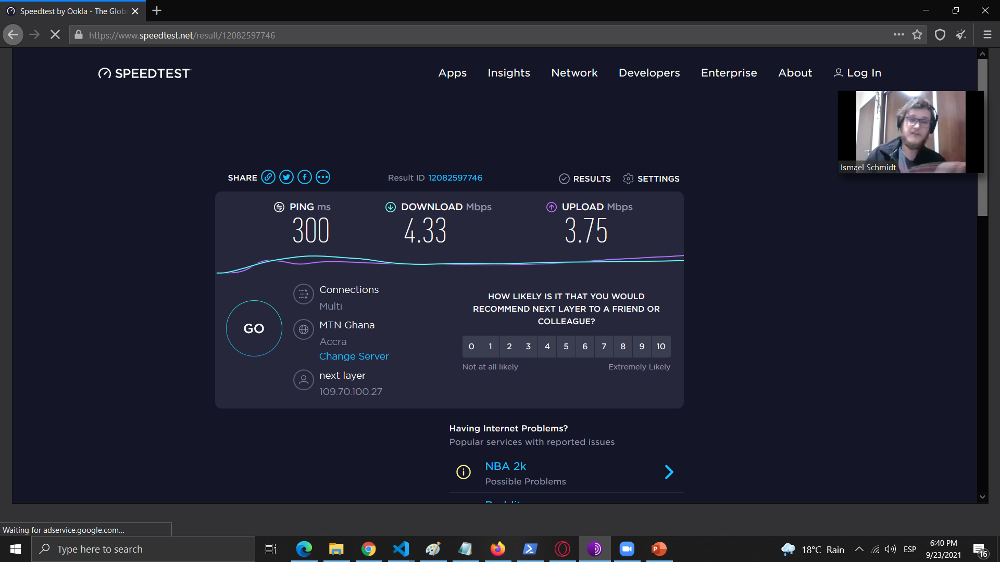 Speedtest by Ookla - The Glob
https://www.speedtest.net/result/12082597746
SPEEDTEST
Apps
Insights
Network
Developers
Enterprise
About
Log In
Ismael Schmidt
SHARE
Result ID 12082597746
RESULTS
SETTINGS
PING ms
300
DOWNLOAD Mbps
4.33
UPLOAD Mbps
3.75
GO
Connections
Multi
MTN Ghana
Accra
Change Server
next layer
109.70.100.27
HOW LIKELY IS IT THAT YOU WOULD
RECOMMEND NEXT LAYER TO A FRIEND OR
COLLEAGUE?
0 1 2 3 4 5 6 7 8 9 10
Not at all likely
Extremely Likely
Having Internet Problems?
Popular services with reported issues
NBA 2k
Possible Problems
Waiting for adservice.google.com...
Type here to search
18°C Rain
ESP
6:40 PM
9/23/2021
16